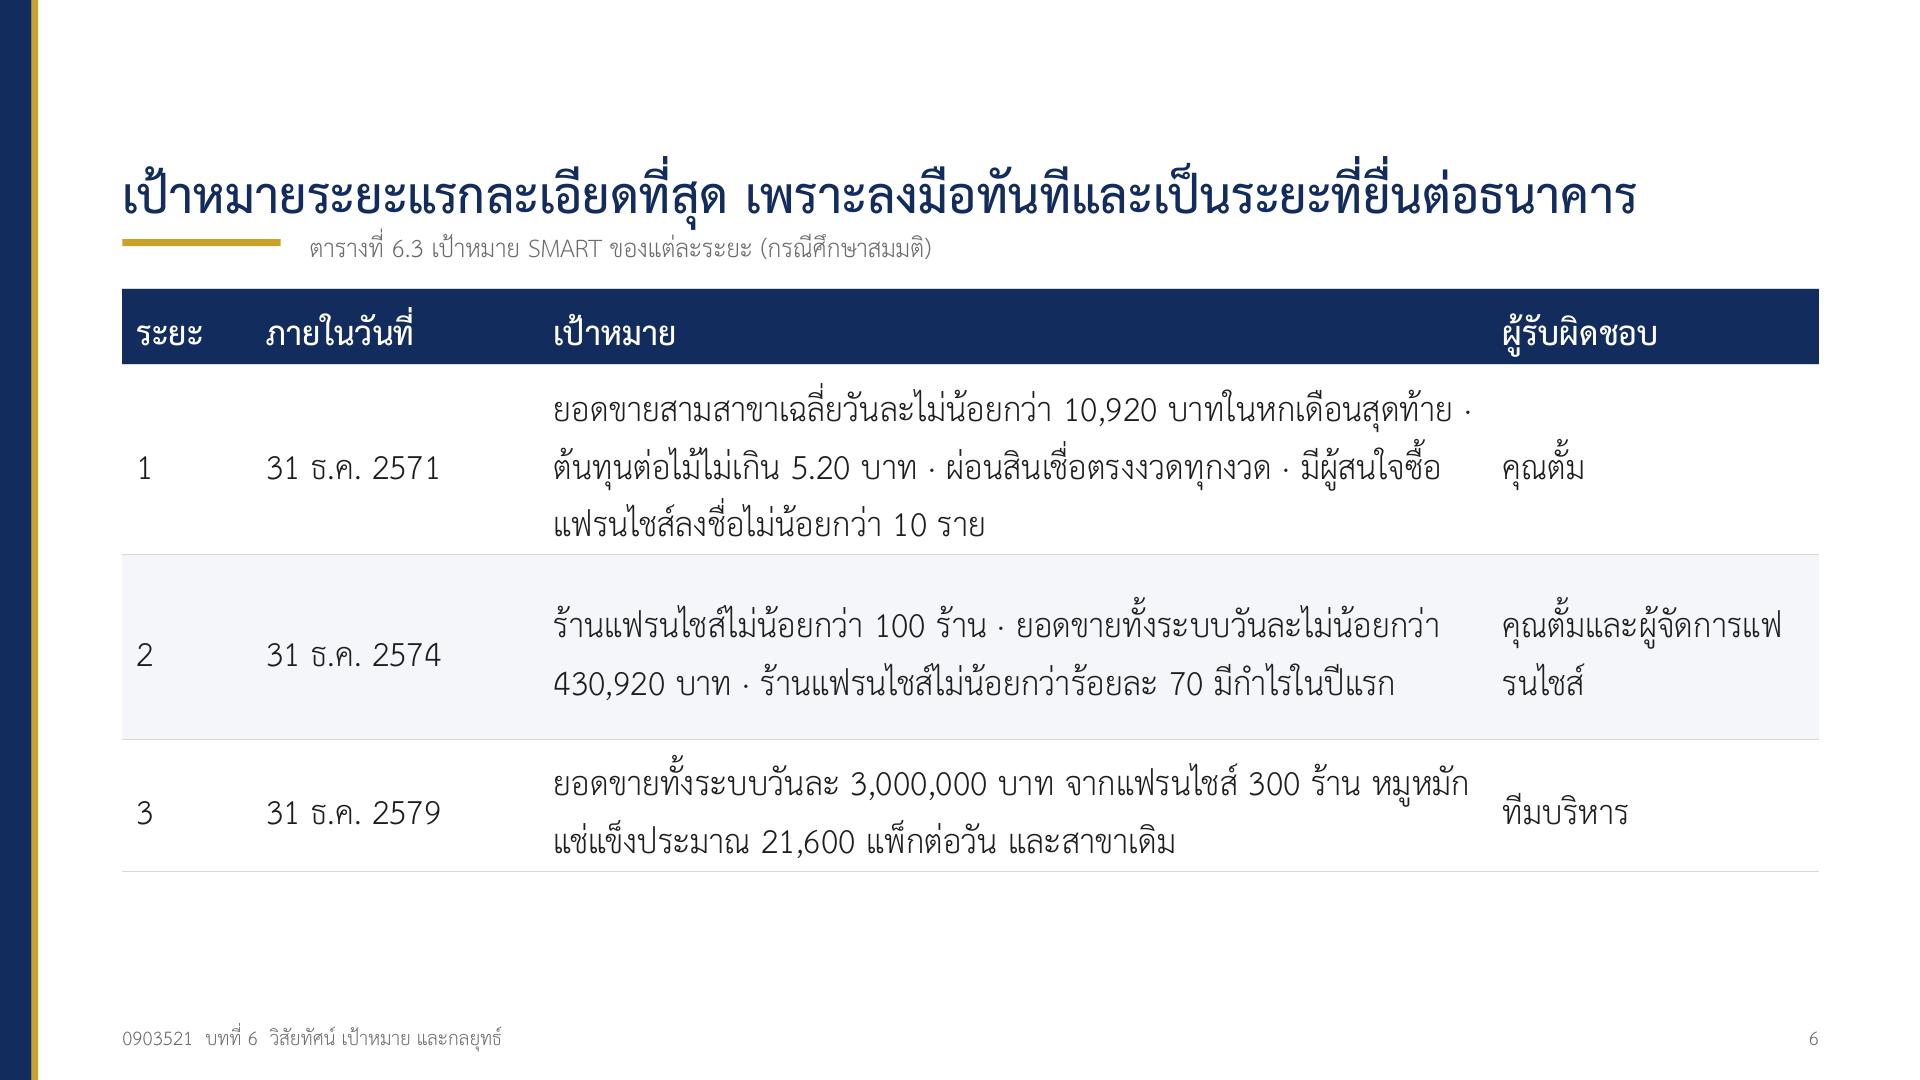 เป้าหมายระยะแรกละเอียดที่สุด เพราะลงมือทันทีและเป็นระยะที่ยื่นต่อธนาคาร
ตารางที่ 6.3 เป้าหมาย SMART ของแต่ละระยะ (กรณีศึกษาสมมติ)
ระยะ ภายในวันที่ เป้าหมาย ผู้รับผิดชอบ
ยอดขายสามสาขาเฉลี่ยวันละไม่น้อยกว่า 10,920 บาทในหกเดือนสุดท้าย ·
1 31 ธ.ค. 2571 ต้นทุนต่อไม้ไม่เกิน 5.20 บาท · ผ่อนสินเชื่อตรงงวดทุกงวด · มีผู้สนใจซื้อ คุณตั้ม
แฟรนไชส์ลงชื่อไม่น้อยกว่า 10 ราย
ร้านแฟรนไชส์ไม่น้อยกว่า 100 ร้าน · ยอดขายทั้งระบบวันละไม่น้อยกว่า คุณตั้มและผู้จัดการแฟ
2 31 ธ.ค. 2574
430,920 บาท · ร้านแฟรนไชส์ไม่น้อยกว่าร้อยละ 70 มีกำไรในปีแรก รนไชส์
ยอดขายทั้งระบบวันละ 3,000,000 บาท จากแฟรนไชส์ 300 ร้าน หมูหมัก
3 31 ธ.ค. 2579 ทีมบริหาร
แช่แข็งประมาณ 21,600 แพ็กต่อวัน และสาขาเดิม
0903521 บทที่ 6 วิสัยทัศน์ เป้าหมาย และกลยุทธ์ 6